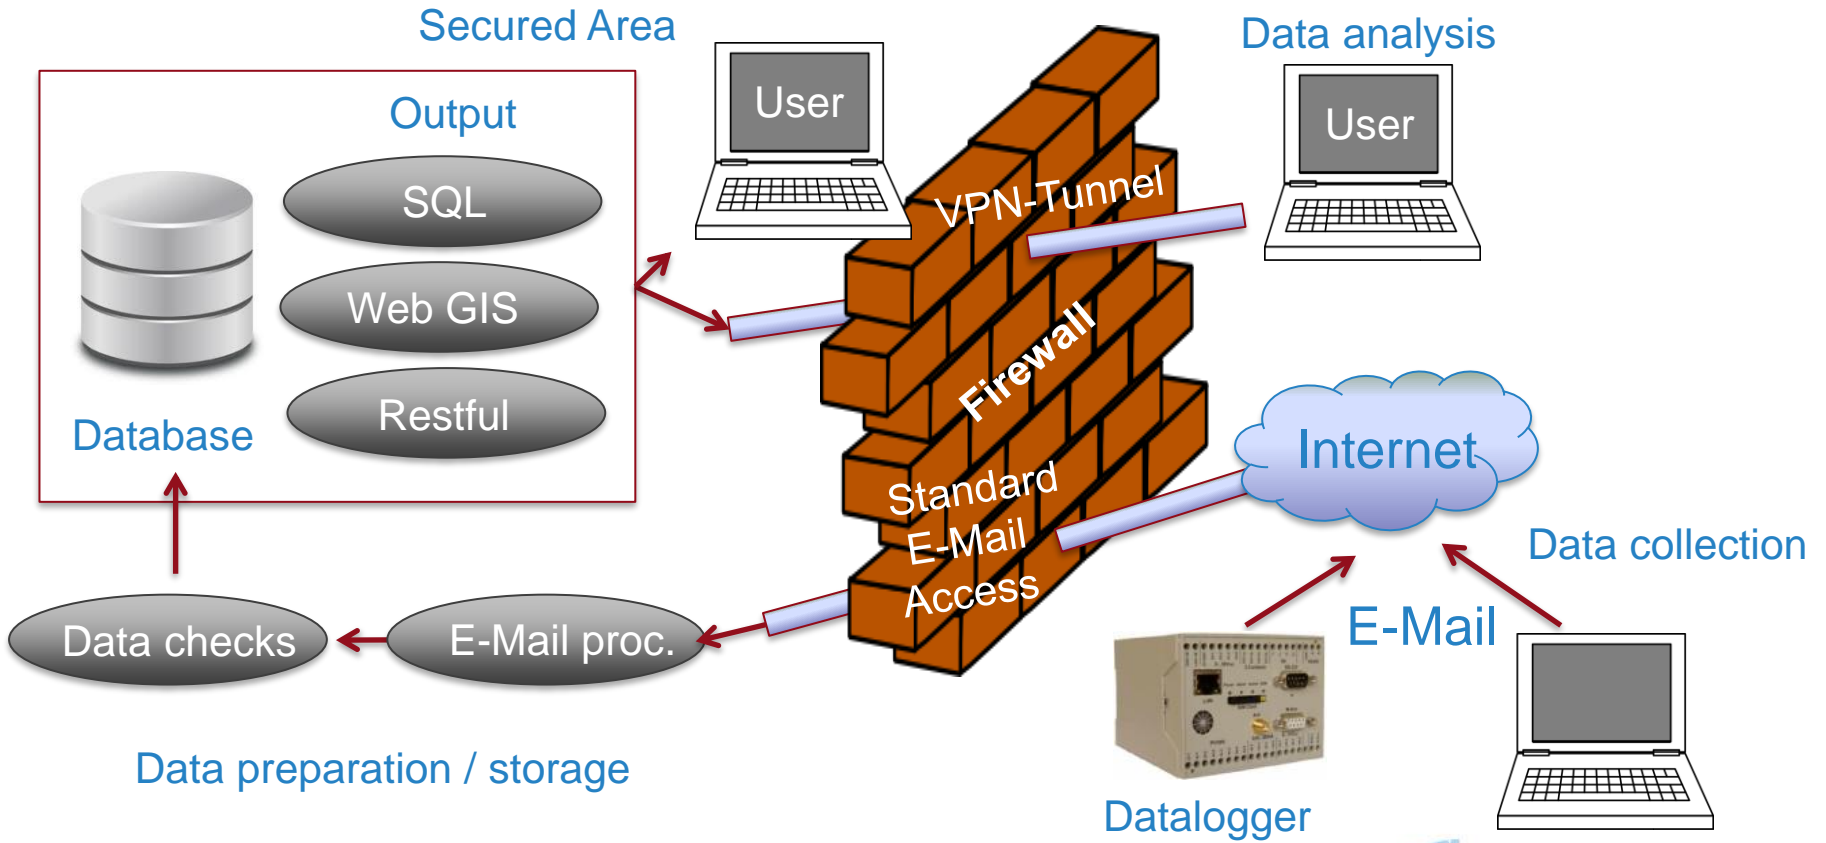 Secured Area
Data analysis
User
User
Output
SQL
Web GIS
Restful
Database
VPN-Tunnel
Firewall
Internet
Standard
E-Mail
Access
Data collection
E-Mail
Data checks
E-Mail proc.
Data preparation / storage
Datalogger